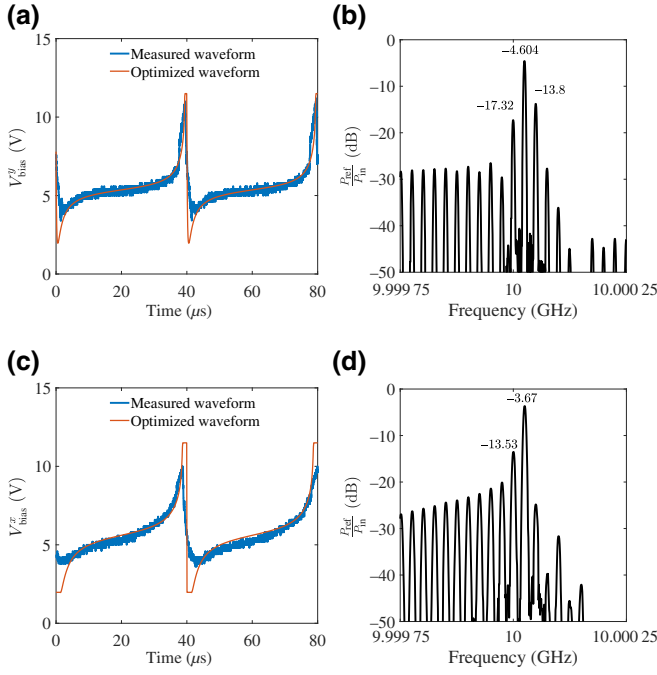 (a)
15
10
5
0
V^y_bias (V)
Measured waveform
Optimized waveform
0 20 40 60 80
Time (μs)
(b)
0
−10
−20
−30
−40
−50
P_ref/P_in (dB)
−4.604
−13.8
−17.32
9.999 75 10 10.000 25
Frequency (GHz)
(c)
15
10
5
0
V^x_bias (V)
Measured waveform
Optimized waveform
0 20 40 60 80
Time (μs)
(d)
0
−10
−20
−30
−40
−50
P_ref/P_in (dB)
−3.67
−13.53
9.999 75 10 10.000 25
Frequency (GHz)